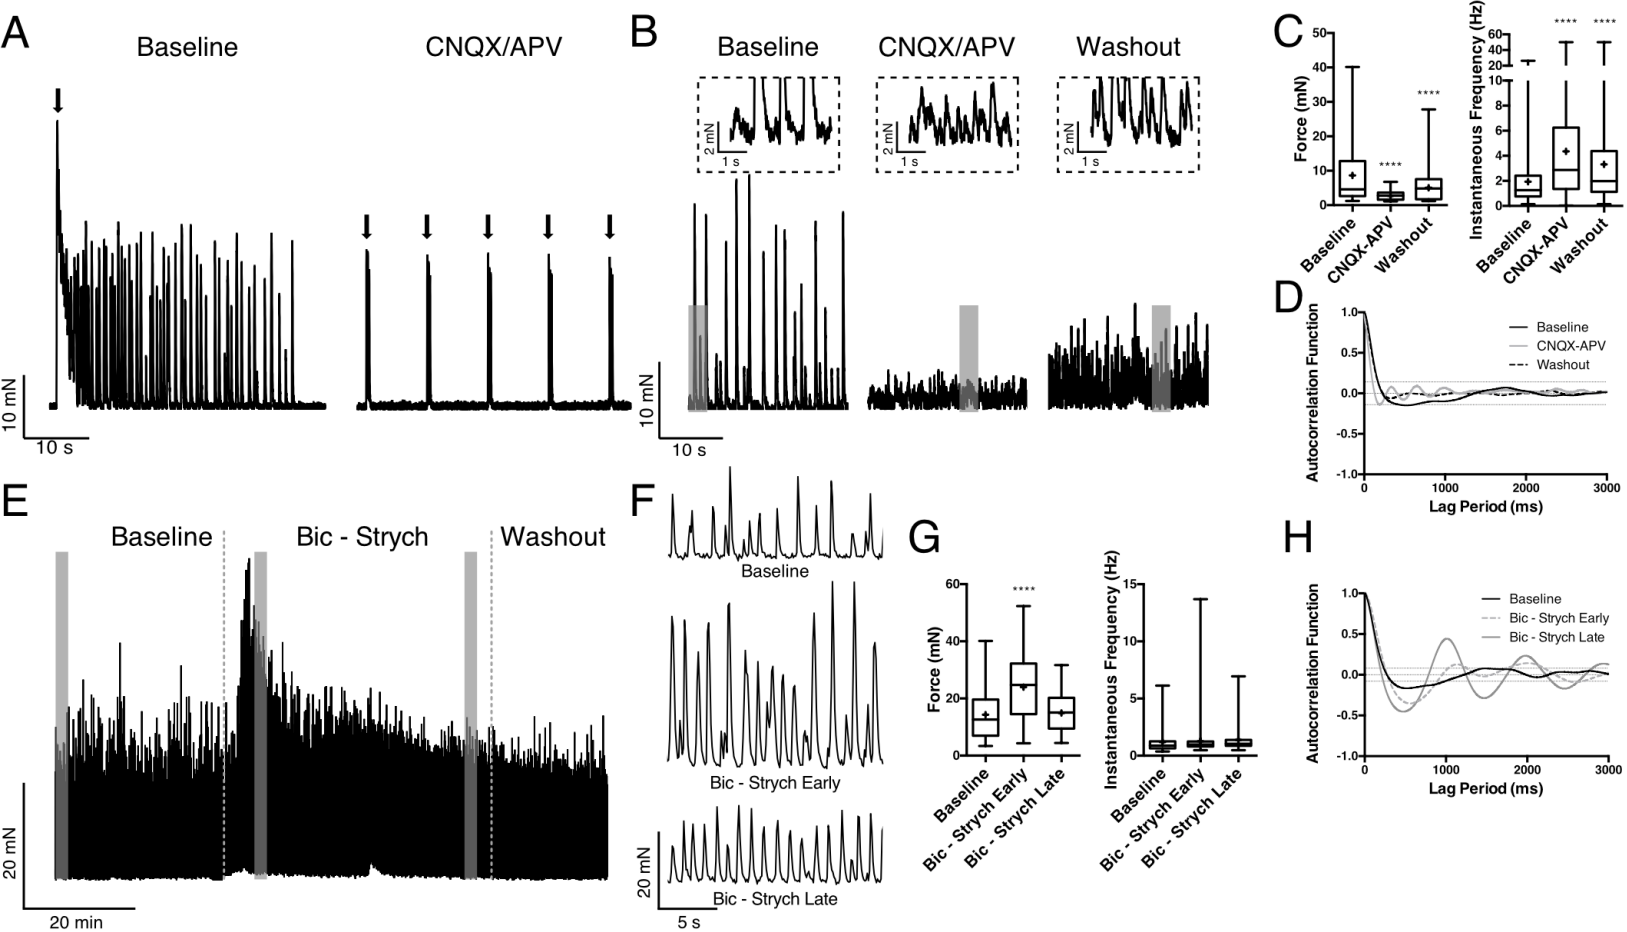 A
Baseline
CNQX/APV
10 mN
10 s
B
Baseline
CNQX/APV
Washout
2 mN
1 s
2 mN
1 s
2 mN
1 s
10 mN
10 s
C
Force (mN)
50
40
30
20
10
0
****
****
Baseline
CNQX-APV
Washout
Instantaneous Frequency (Hz)
60
40
20
10
8
6
4
2
0
****
****
Baseline
CNQX-APV
Washout
D
Autocorrelation Function
1.0
0.5
0.0
-0.5
-1.0
Baseline
CNQX-APV
Washout
0
1000
2000
3000
Lag Period (ms)
E
Baseline
Bic - Strych
Washout
20 mN
20 min
F
Baseline
Bic - Strych Early
Bic - Strych Late
20 mN
5 s
G
Force (mN)
60
40
20
0
****
Baseline
Bic - Strych Early
Bic - Strych Late
Instantaneous Frequency (Hz)
15
10
5
0
Baseline
Bic - Strych Early
Bic - Strych Late
H
Autocorrelation Function
1.0
0.5
0.0
-0.5
-1.0
Baseline
Bic - Strych Early
Bic - Strych Late
0
1000
2000
3000
Lag Period (ms)